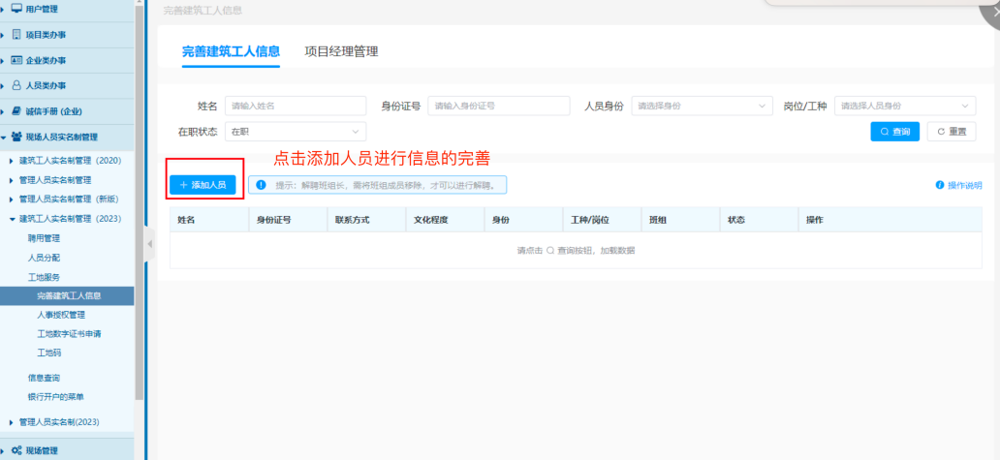 用户管理
项目类办事
企业类办事
人员类办事
诚信手册 (企业)
现场人员实名制管理
建筑工人实名制管理（2020）
管理人员实名制管理
管理人员实名制管理（新版）
建筑工人实名制管理（2023）
聘用管理
人员分配
工地服务
完善建筑工人信息
人事授权管理
工地数字证书申请
工地码
信息查询
银行开户的菜单
管理人员实名制(2023)
现场管理
完善建筑工人信息
完善建筑工人信息 项目经理管理
姓名 请输入姓名 身份证号 请输入身份证号 人员身份 请选择身份 岗位/工种 请选择人员身份
在职状态 在职 查询 重置
点击添加人员进行信息的完善
添加人员 提示：解聘班组长，需将班组成员移除，才可以进行解聘。 操作说明
姓名 身份证号 联系方式 文化程度 身份 工种/岗位 班组 状态 操作
请点击 查询按钮，加载数据